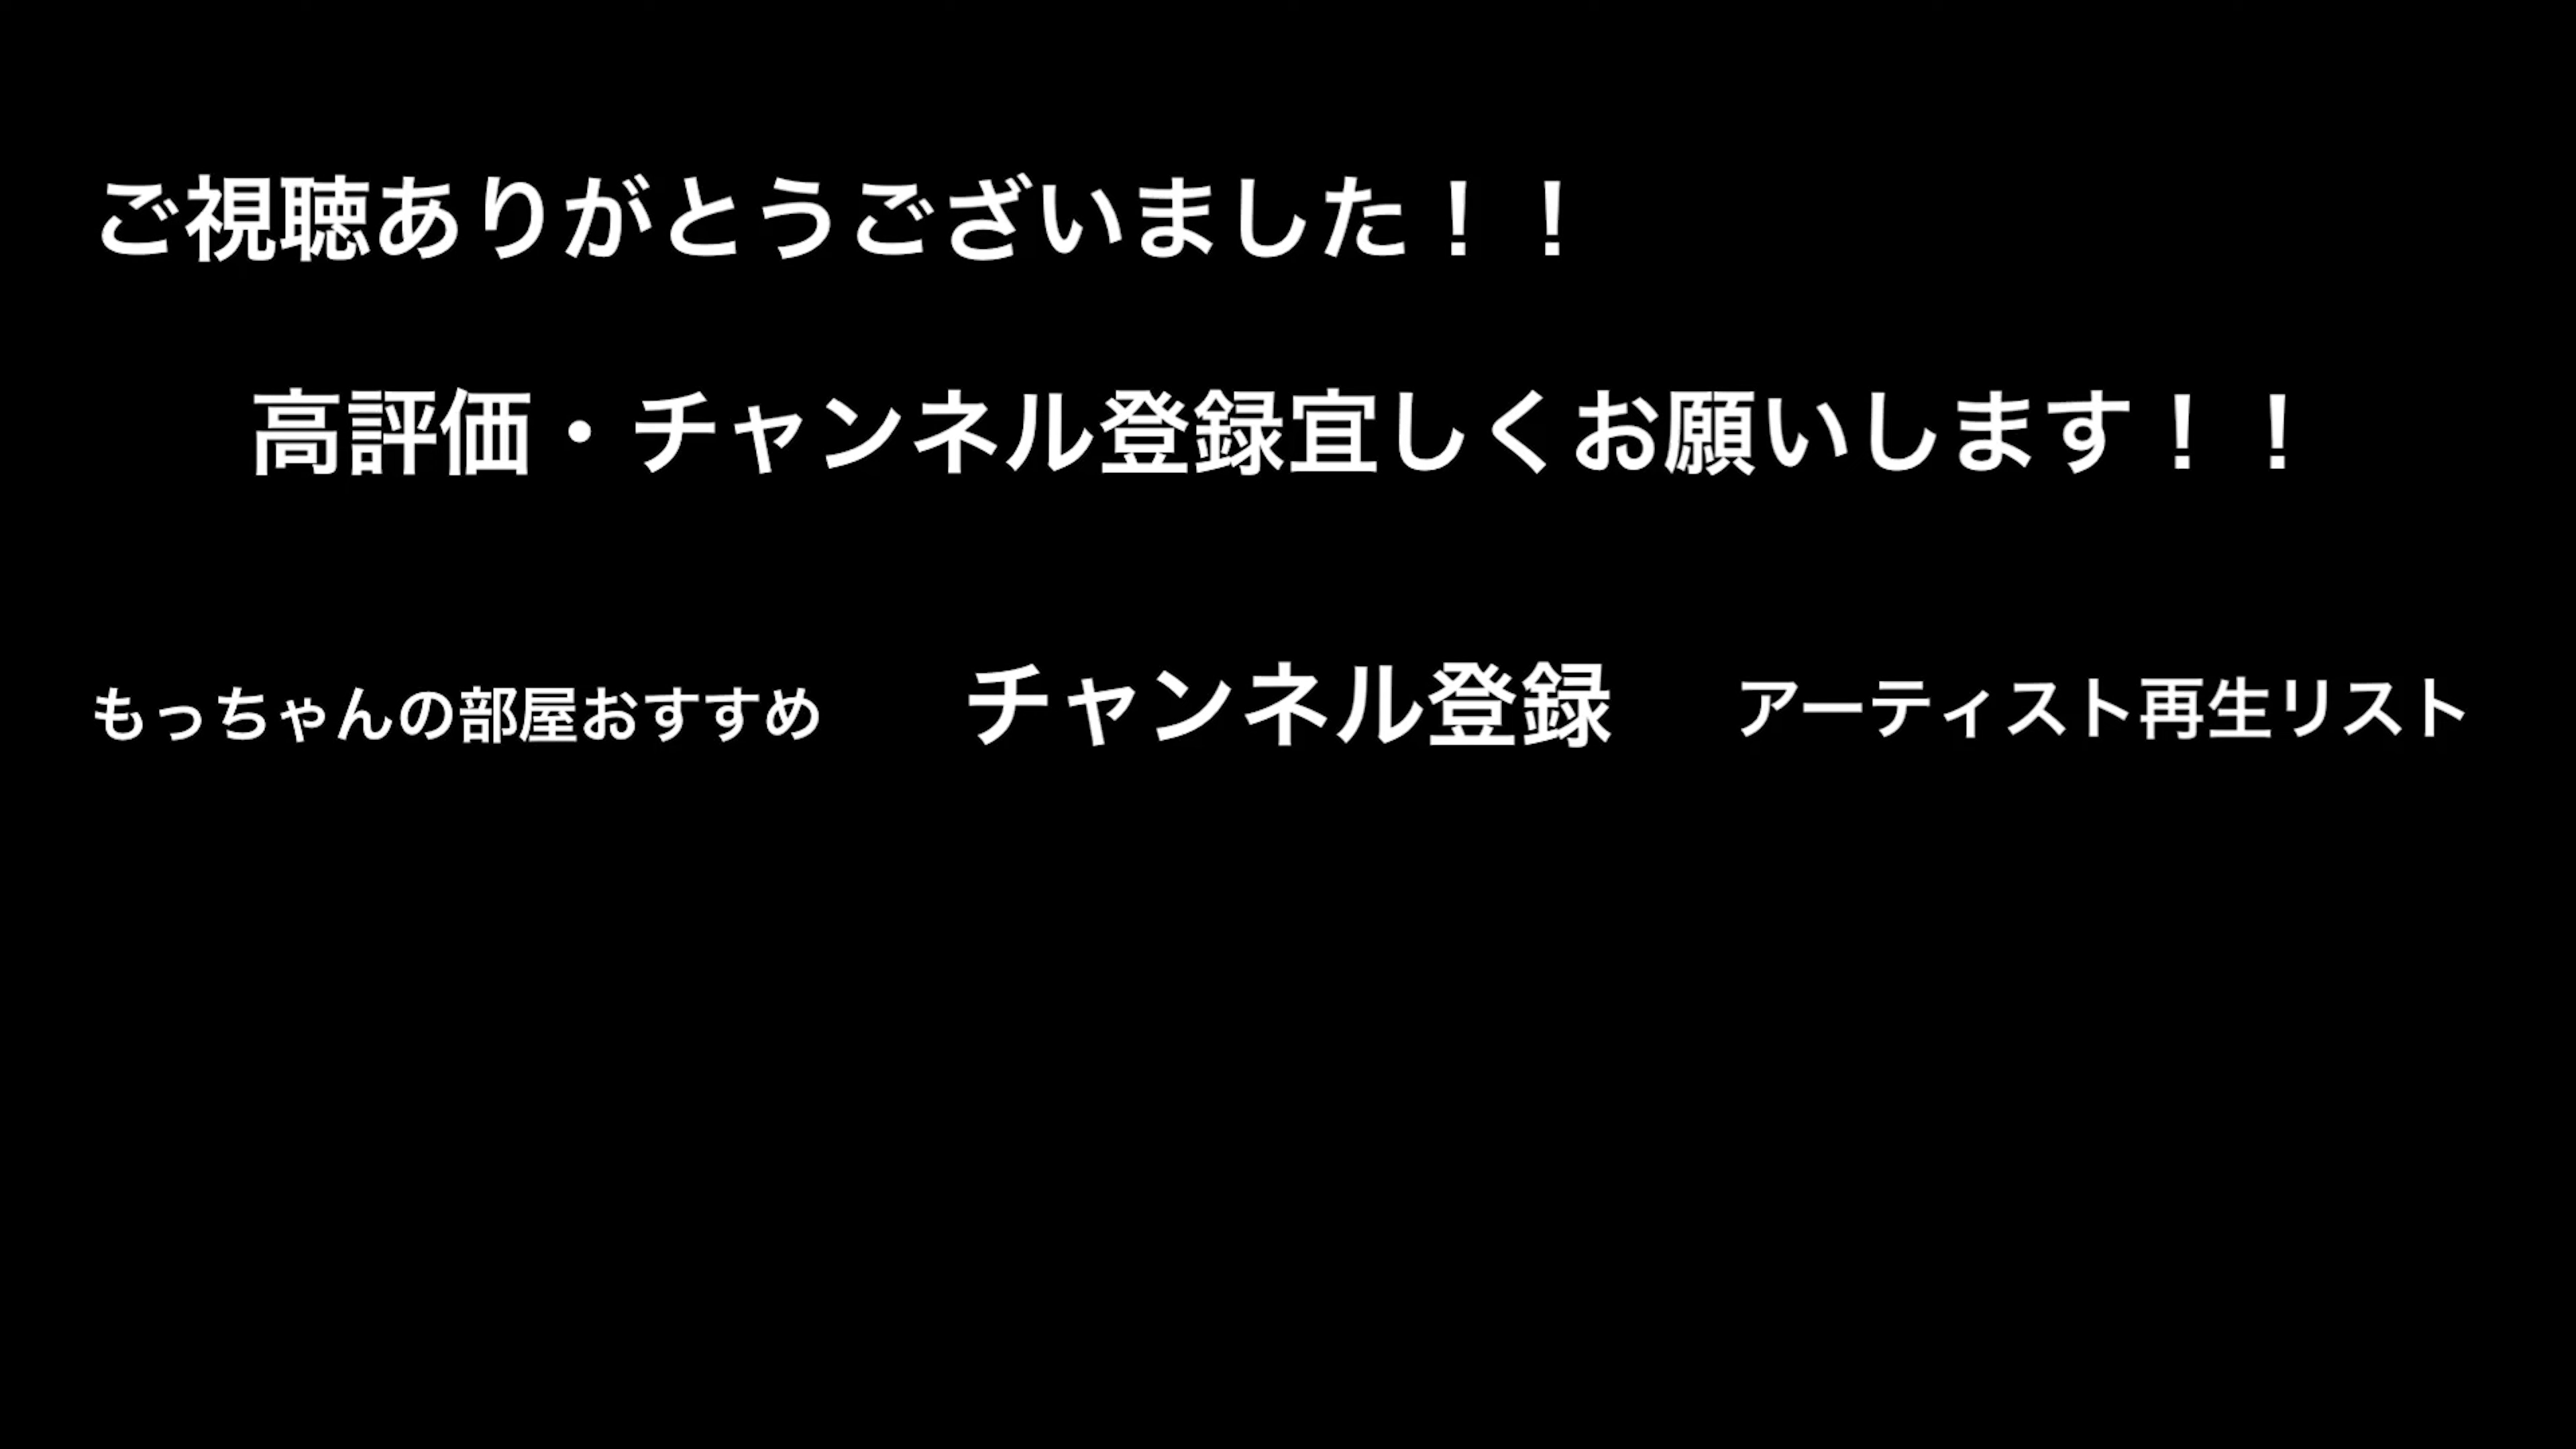 ご視聴ありがとうございました！！
高評価・チャンネル登録宜しくお願いします！！
もっちゃんの部屋おすすめ
チャンネル登録
アーティスト再生リスト